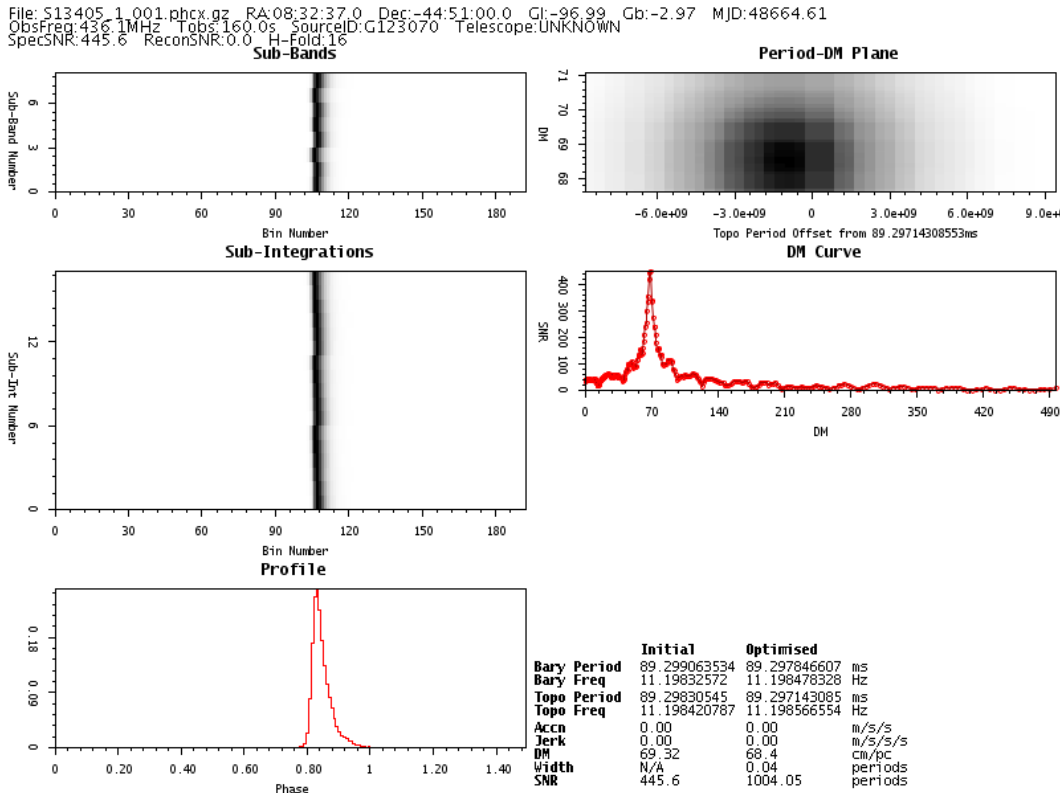 File: S13405_1_001.phcx.gz RA:08:32:37.0 Dec:-44:51:00.0 Gl:-96.99 Gb:-2.97 MJD:48664.61
ObsFreq:436.1MHz Tobs:160.0s SourceID:G123070 Telescope:UNKNOWN
SpecSNR:445.6 ReconSNR:0.0 H-Fold:16
Sub-Bands
Sub-Band Number
0 3 6
0 30 60 90 120 150 180
Bin Number
Period-DM Plane
DM
68 69 70 71
-6.0e+09 -3.0e+09 0 3.0e+09 6.0e+09 9.0e+
Topo Period Offset from 89.29714308553ms
Sub-Integrations
Sub-Int Number
0 6 12
0 30 60 90 120 150 180
Bin Number
DM Curve
SNR
0 100 200 300 400
0 70 140 210 280 350 420 490
DM
Profile
0 0.09 0.18
0 0.20 0.40 0.60 0.80 1 1.20 1.40
Phase
Initial Optimised
Bary Period 89.299063534 89.297846607 ms
Bary Freq 11.19832572 11.198478328 Hz
Topo Period 89.29830545 89.297143085 ms
Topo Freq 11.198420787 11.198566554 Hz
Accn 0.00 0.00 m/s/s
Jerk 0.00 0.00 m/s/s/s
DM 69.32 68.4 cm/pc
Width N/A 0.04 periods
SNR 445.6 1004.05 periods